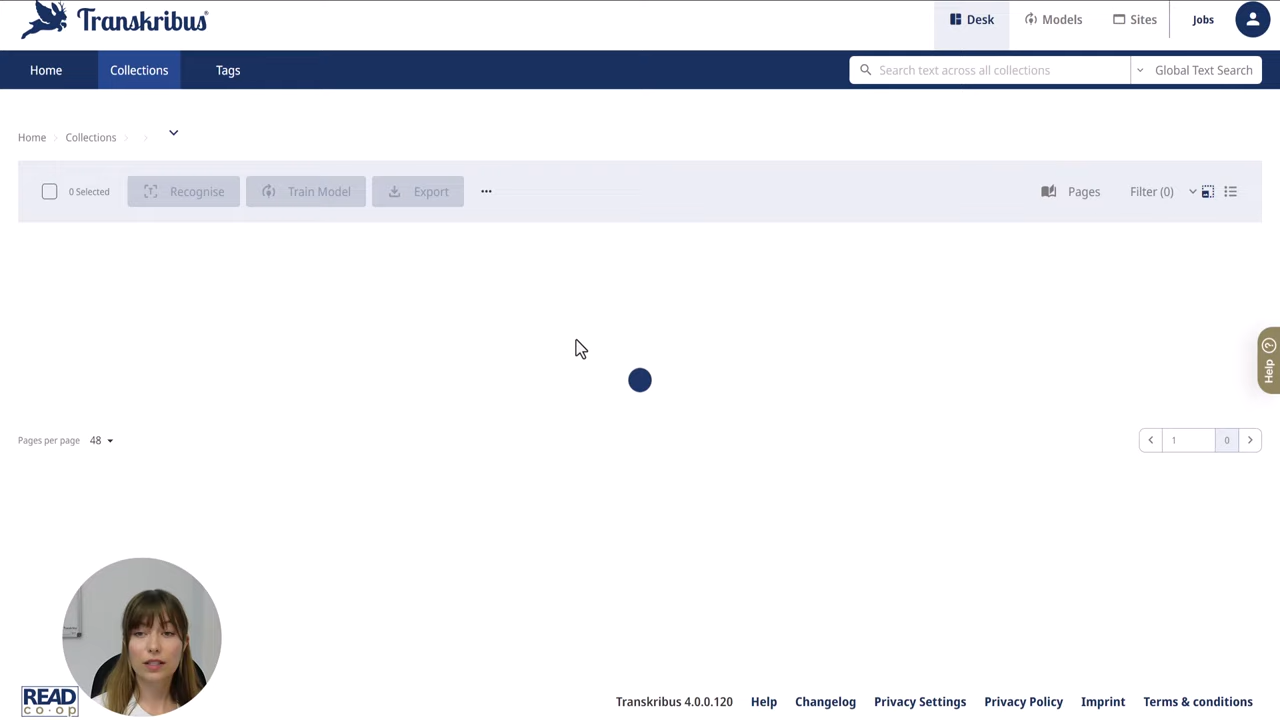 Transkribus®
Desk
Models
Sites
Jobs
Home
Collections
Tags
Search text across all collections
Global Text Search
Home
Collections
0 Selected
Recognise
Train Model
Export
Pages
Filter (0)
Help
Pages per page
48
1
0
READ
co·op
Transkribus 4.0.0.120
Help
Changelog
Privacy Settings
Privacy Policy
Imprint
Terms & conditions